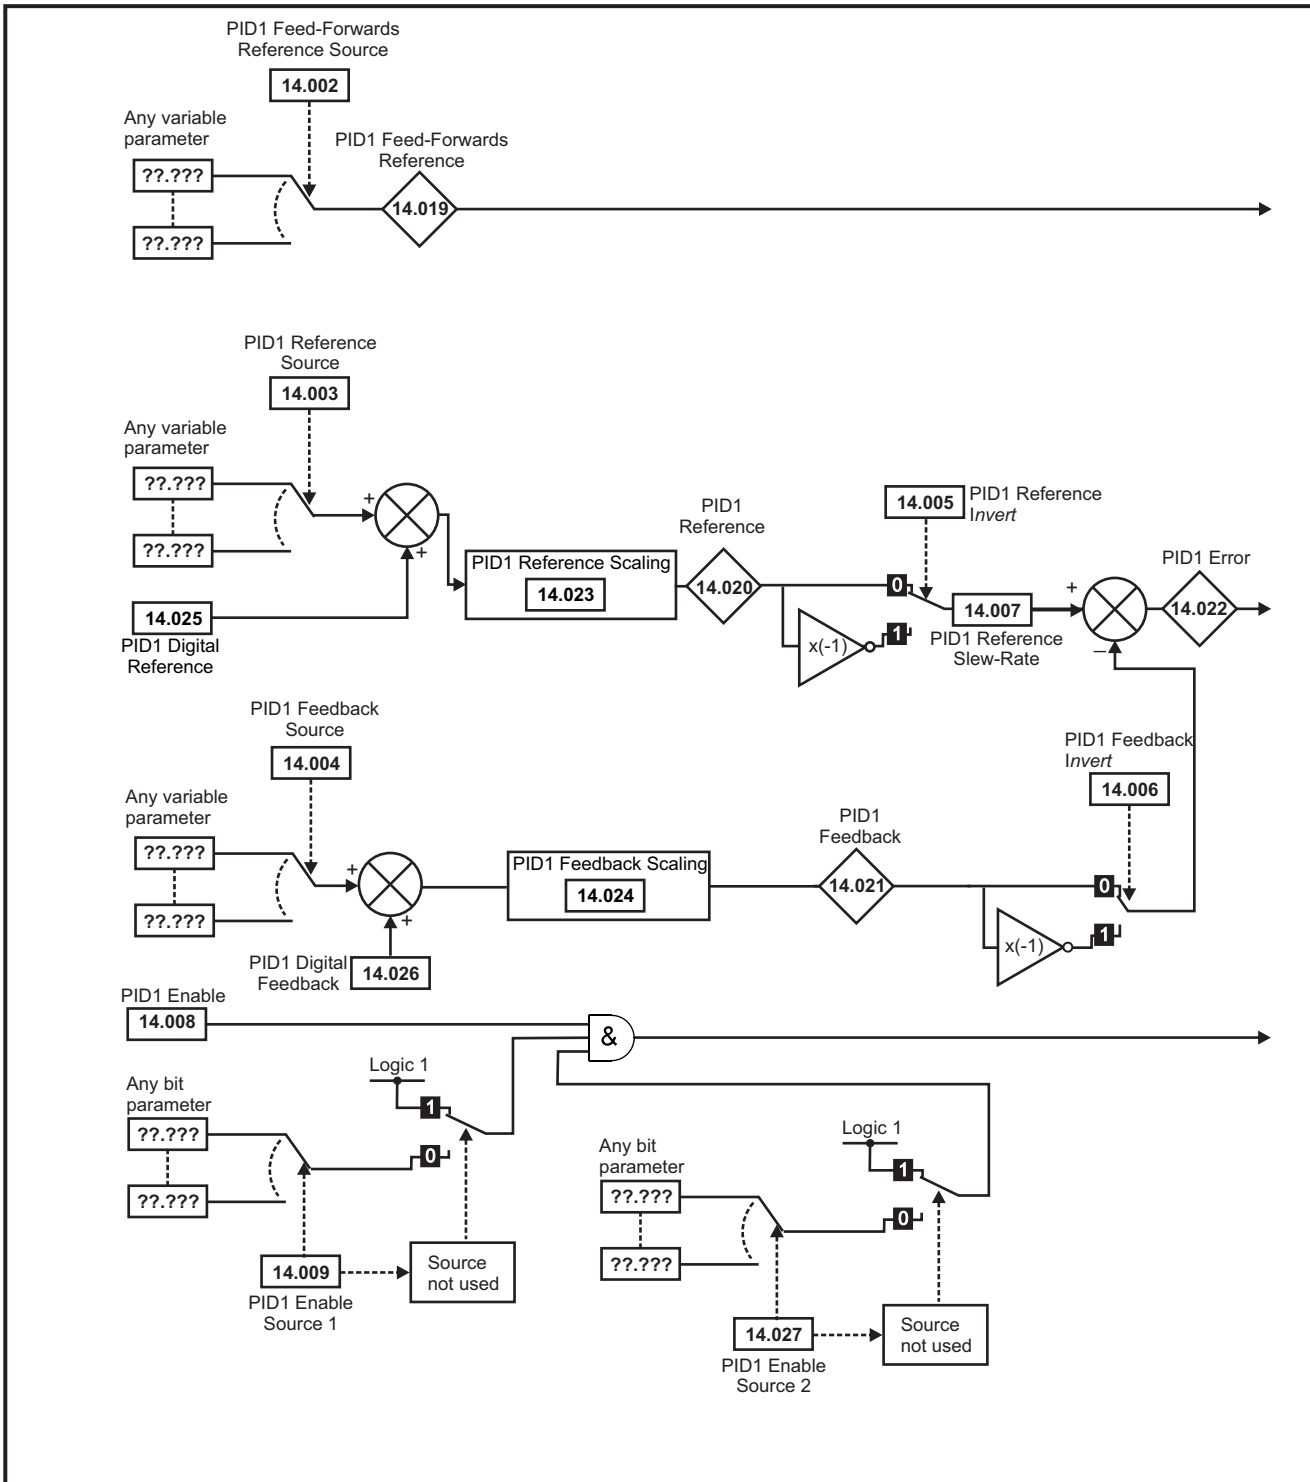 PID1 Feed-Forwards
Reference Source
14.002
Any variable
parameter
??.???
??.???
PID1 Feed-Forwards
Reference
14.019
PID1 Reference
Source
14.003
Any variable
parameter
??.???
??.???
+
+
14.025
PID1 Digital
Reference
PID1 Reference Scaling
14.023
PID1
Reference
14.020
x(-1)
0
1
14.005
PID1 Reference
Invert
14.007
PID1 Reference
Slew-Rate
+
–
PID1 Error
14.022
PID1 Feedback
Source
14.004
Any variable
parameter
??.???
??.???
+
+
PID1 Digital
Feedback
14.026
PID1 Feedback Scaling
14.024
PID1
Feedback
14.021
x(-1)
0
1
PID1 Feedback
Invert
14.006
PID1 Enable
14.008
&
Any bit
parameter
??.???
??.???
Logic 1
1
0
14.009
PID1 Enable
Source 1
Source
not used
Any bit
parameter
??.???
??.???
Logic 1
1
0
14.027
PID1 Enable
Source 2
Source
not used